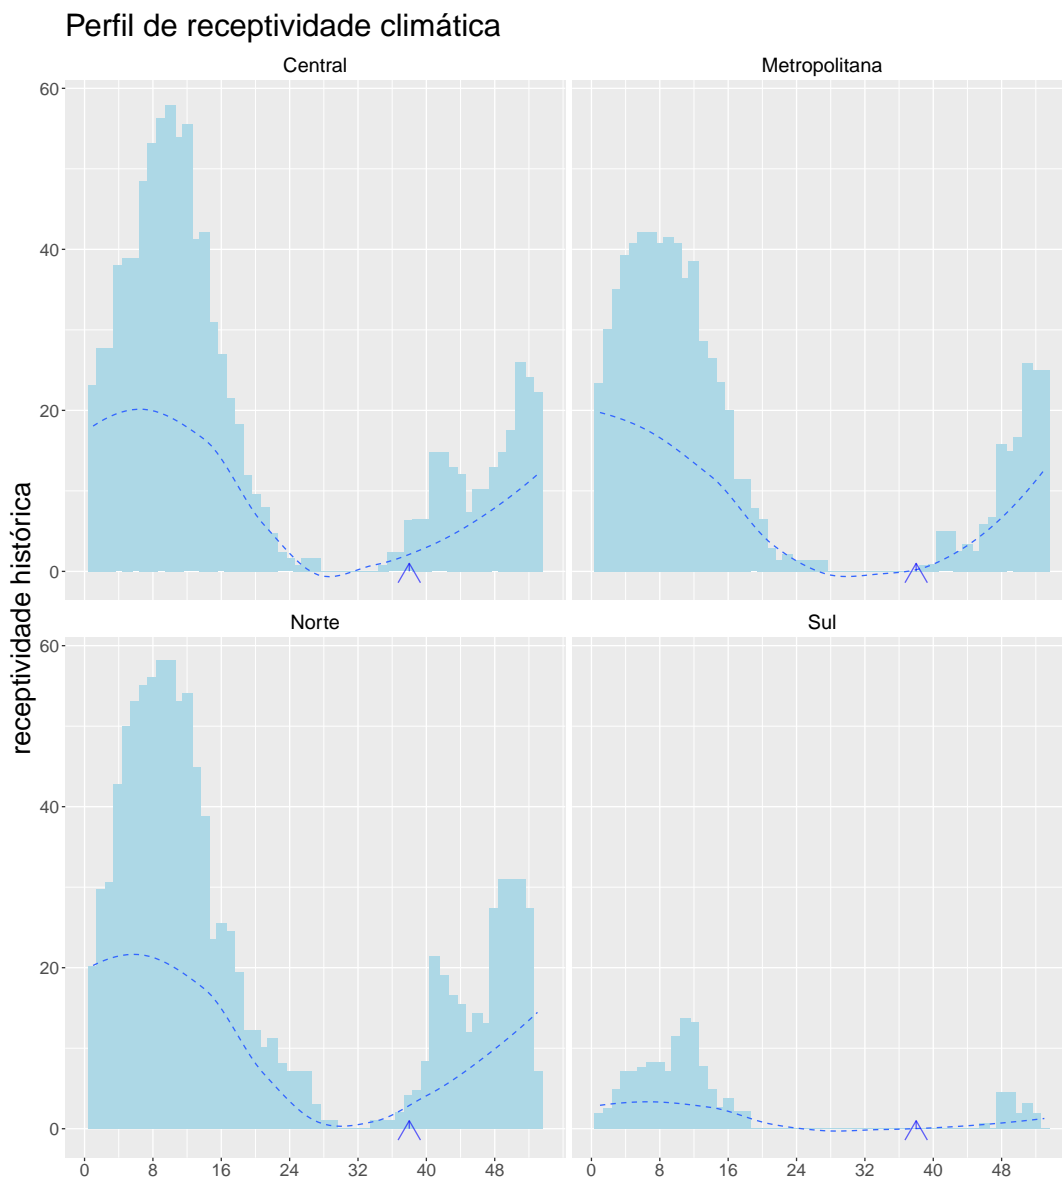 Perfil de receptividade climática
Central
Metropolitana
60
40
20
0
receptividade histórica
Norte
Sul
60
40
20
0
0 8 16 24 32 40 48
0 8 16 24 32 40 48